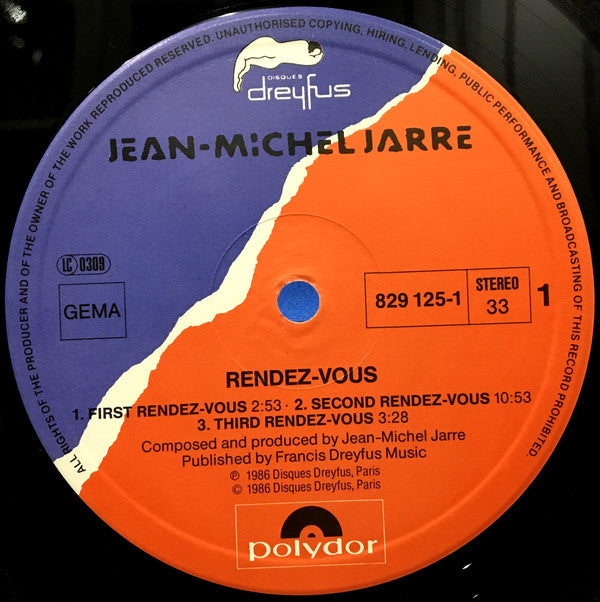 ALL RIGHTS OF THE PRODUCER AND OF THE OWNER OF THE WORK REPRODUCED RESERVED. UNAUTHORISED COPYING, HIRING, LENDING, PUBLIC PERFORMANCE AND BROADCASTING OF THIS RECORD PROHIBITED.
DISQUES
dreyfus
JEAN-MICHEL JARRE
LC 0309
GEMA
829 125-1
STEREO
33
1
RENDEZ-VOUS
1. FIRST RENDEZ-VOUS 2:53 · 2. SECOND RENDEZ-VOUS 10:53
3. THIRD RENDEZ-VOUS 3:28
Composed and produced by Jean-Michel Jarre
Published by Francis Dreyfus Music
℗ 1986 Disques Dreyfus, Paris
© 1986 Disques Dreyfus, Paris
polydor